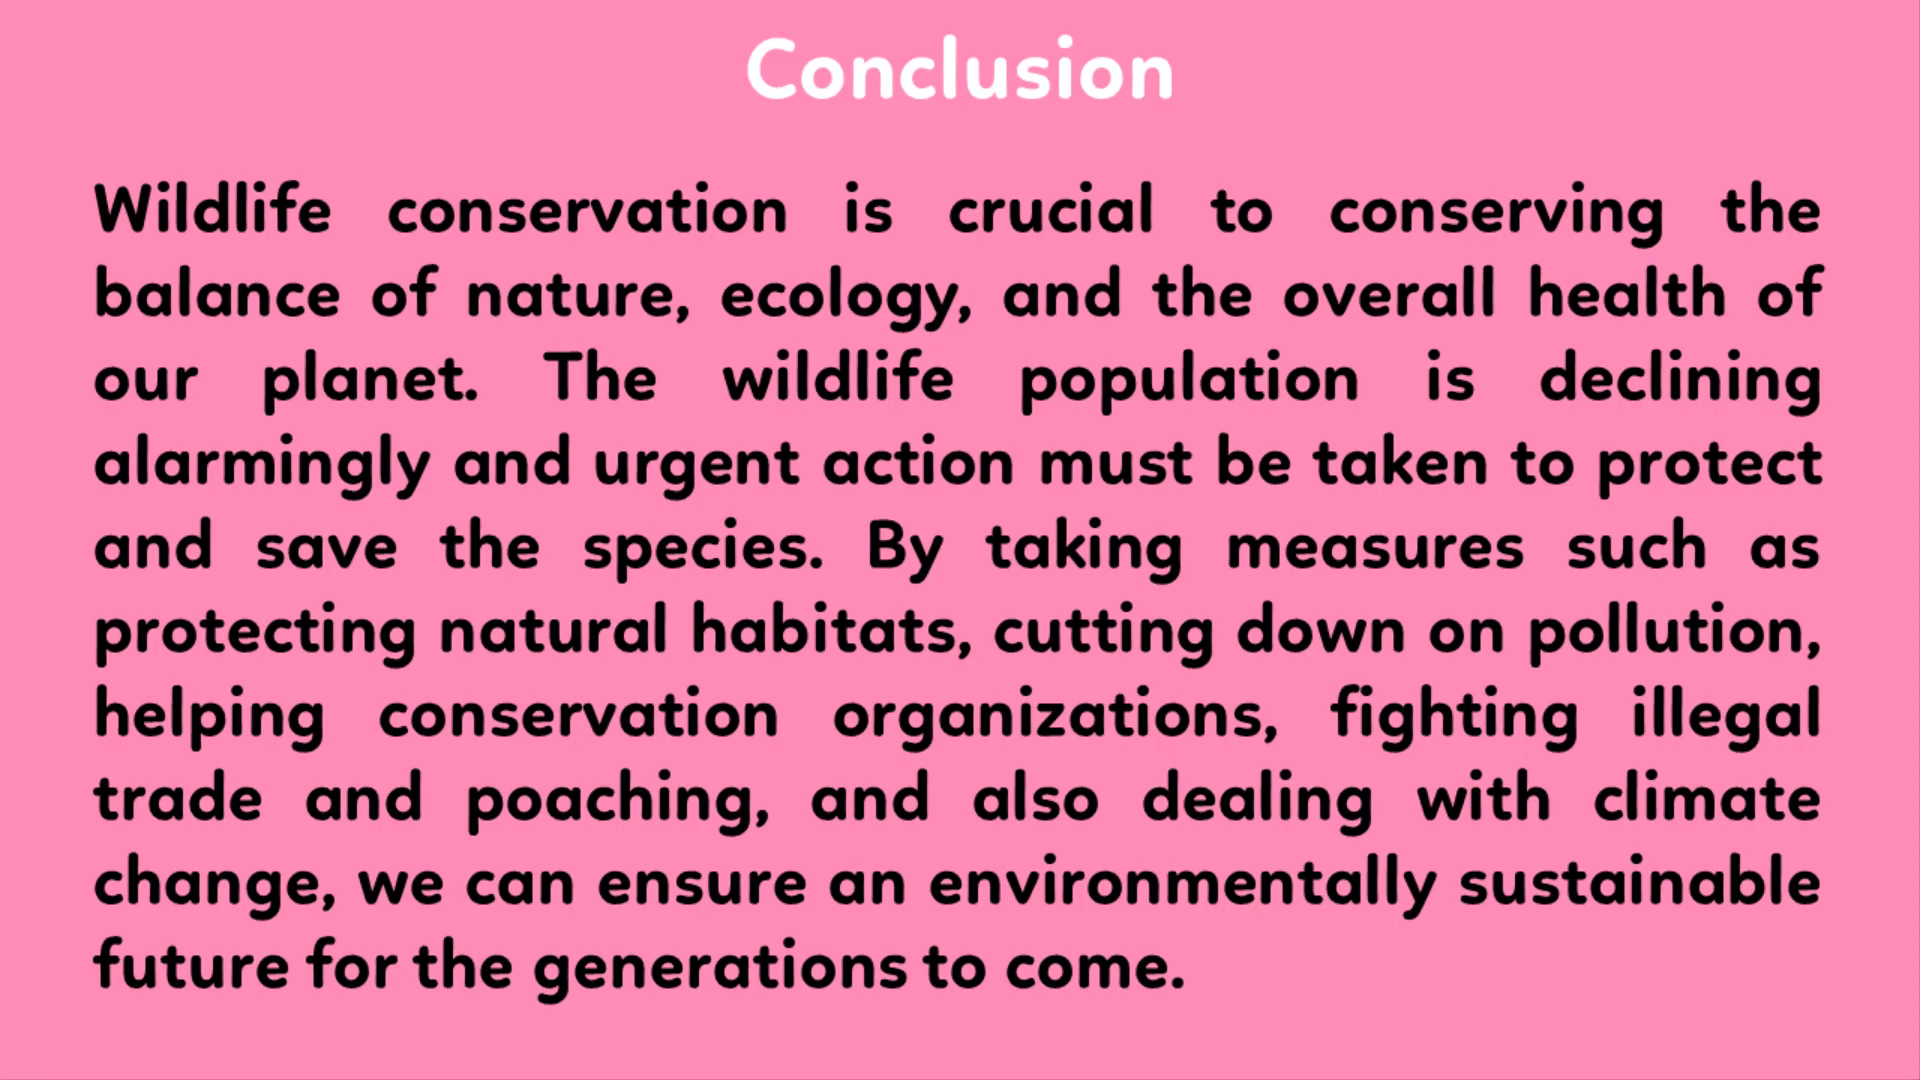 Conclusion
Wildlife conservation is crucial to conserving the
balance of nature, ecology, and the overall health of
our planet. The wildlife population is declining
alarmingly and urgent action must be taken to protect
and save the species. By taking measures such as
protecting natural habitats, cutting down on pollution,
helping conservation organizations, fighting illegal
trade and poaching, and also dealing with climate
change, we can ensure an environmentally sustainable
future for the generations to come.